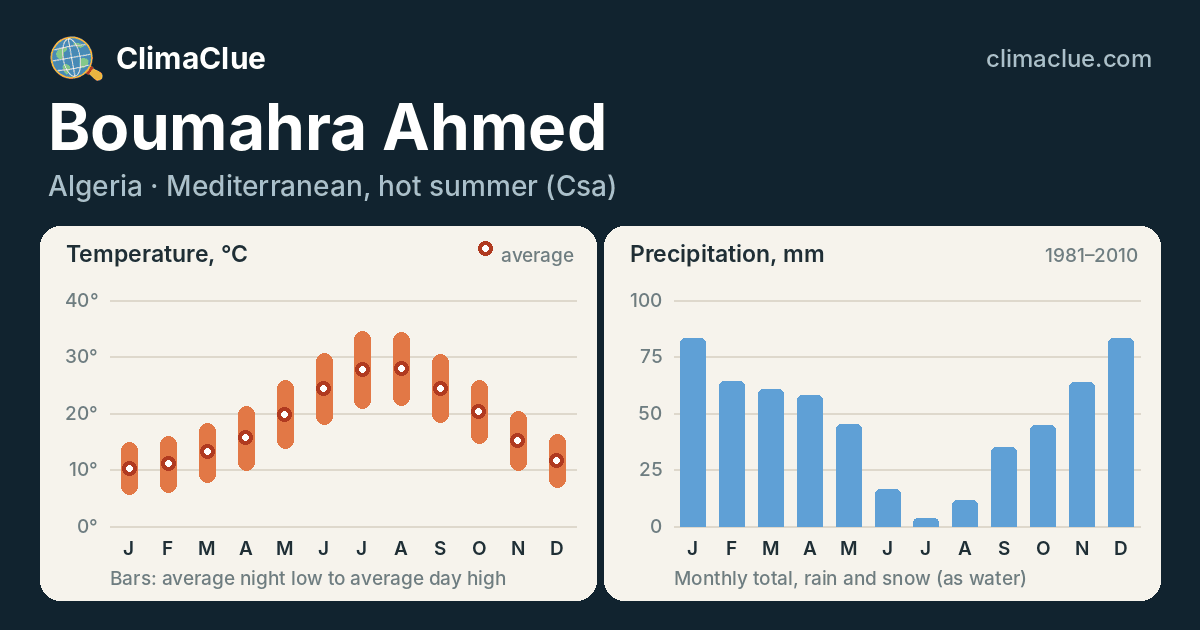 ClimaClue
climaclue.com
Boumahra Ahmed
Algeria · Mediterranean, hot summer (Csa)
Temperature, °C
average
40°
30°
20°
10°
0°
J F M A M J J A S O N D
Bars: average night low to average day high
Precipitation, mm
1981–2010
100
75
50
25
0
J F M A M J J A S O N D
Monthly total, rain and snow (as water)